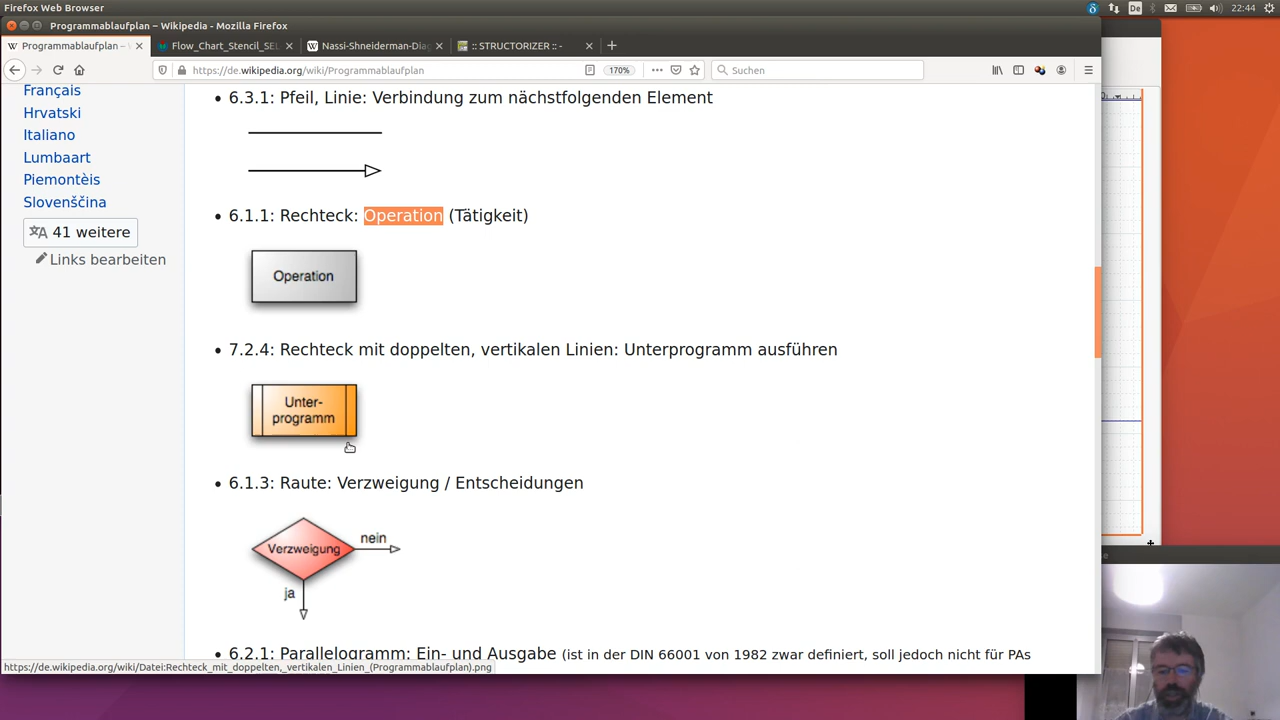 Firefox Web Browser
De
22:44
Programmablaufplan – Wikipedia - Mozilla Firefox
Programmablaufplan –
Flow_Chart_Stencil_SEL
Nassi-Shneiderman-Dia
:: STRUCTORIZER :: -
https://de.wikipedia.org/wiki/Programmablaufplan
170%
Suchen
Français
Hrvatski
Italiano
Lumbaart
Piemontèis
Slovenščina
41 weitere
Links bearbeiten
6.3.1: Pfeil, Linie: Verbindung zum nächstfolgenden Element
6.1.1: Rechteck: Operation (Tätigkeit)
Operation
7.2.4: Rechteck mit doppelten, vertikalen Linien: Unterprogramm ausführen
Unter-
programm
6.1.3: Raute: Verzweigung / Entscheidungen
Verzweigung
nein
ja
6.2.1: Parallelogramm: Ein- und Ausgabe (ist in der DIN 66001 von 1982 zwar definiert, soll jedoch nicht für PAs
https://de.wikipedia.org/wiki/Datei:Rechteck_mit_doppelten,_vertikalen_Linien_(Programmablaufplan).png